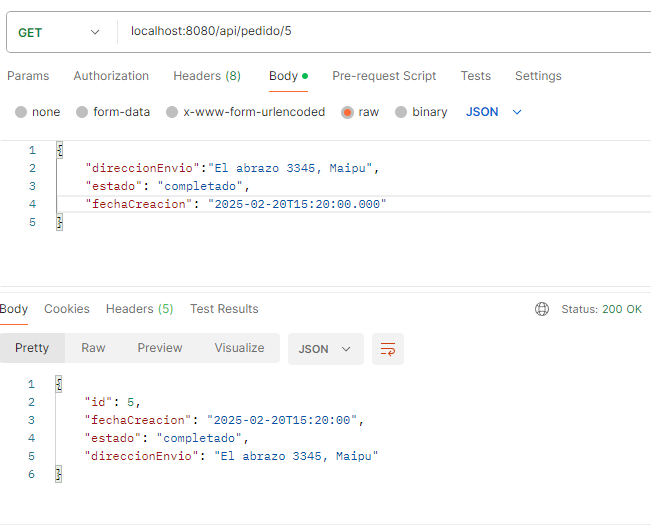 GET localhost:8080/api/pedido/5
Params Authorization Headers (8) Body Pre-request Script Tests Settings
none form-data x-www-form-urlencoded raw binary JSON
1 {
2 "direccionEnvio":"El abrazo 3345, Maipu",
3 "estado": "completado",
4 "fechaCreacion": "2025-02-20T15:20:00.000"
5 }
Body Cookies Headers (5) Test Results Status: 200 OK
Pretty Raw Preview Visualize JSON
1 {
2 "id": 5,
3 "fechaCreacion": "2025-02-20T15:20:00",
4 "estado": "completado",
5 "direccionEnvio": "El abrazo 3345, Maipu"
6 }